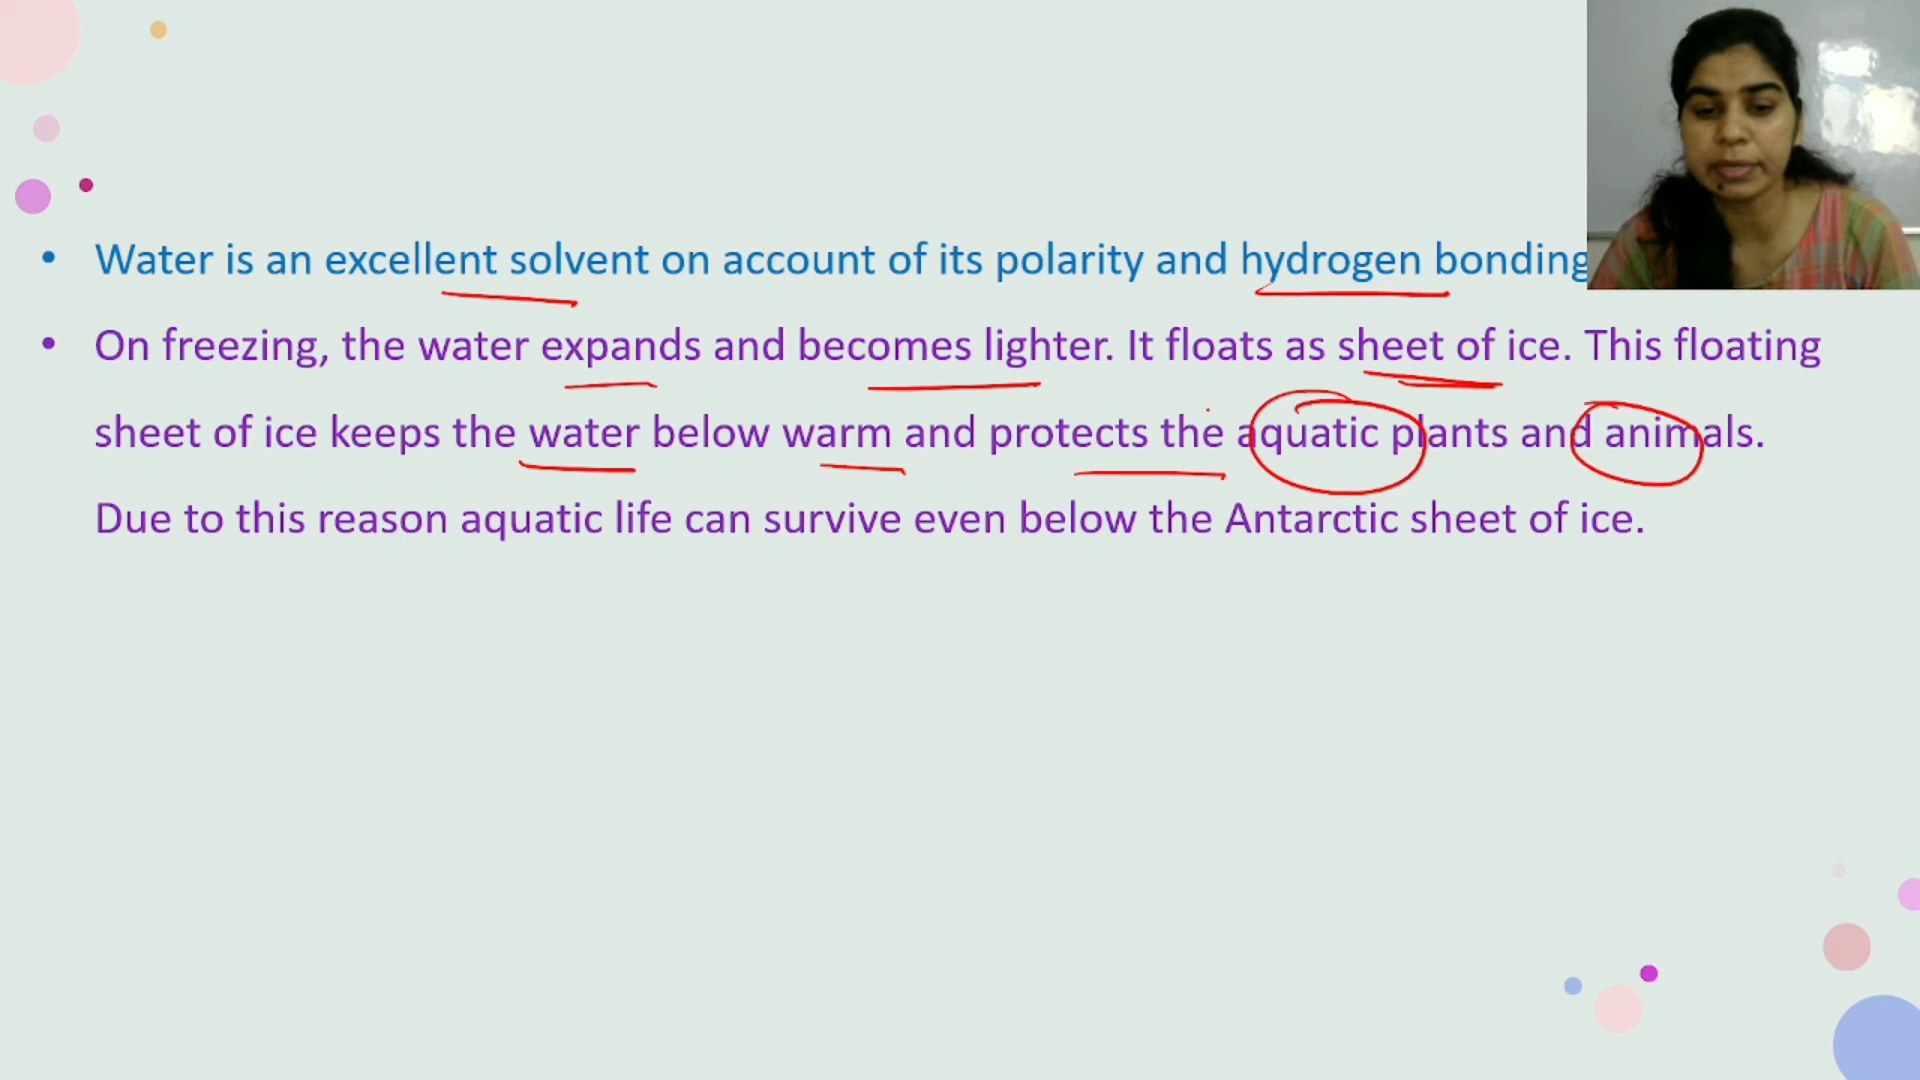 Water is an excellent solvent on account of its polarity and hydrogen bonding
On freezing, the water expands and becomes lighter. It floats as sheet of ice. This floating
sheet of ice keeps the water below warm and protects the aquatic plants and animals.
Due to this reason aquatic life can survive even below the Antarctic sheet of ice.